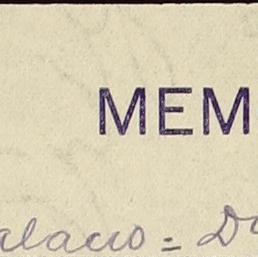 MEM
alacio = D